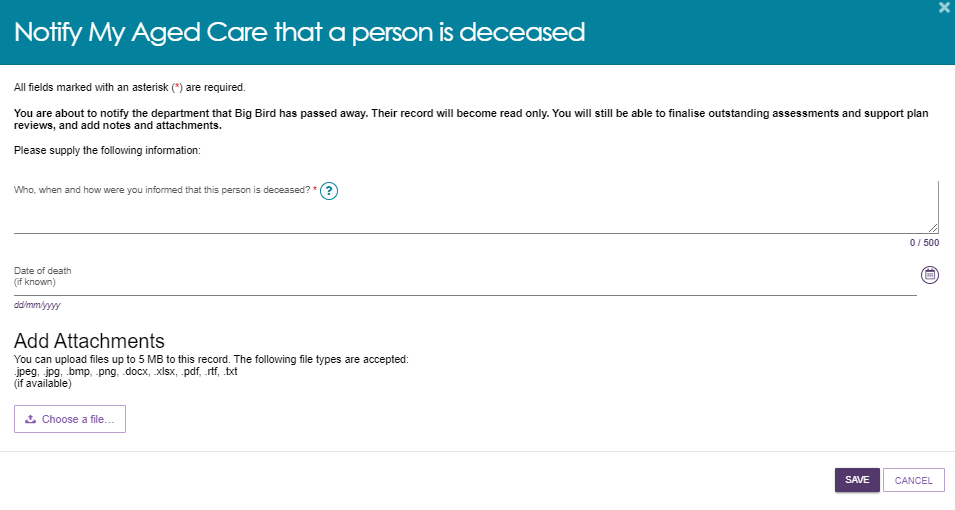 Notify My Aged Care that a person is deceased
All fields marked with an asterisk (*) are required.
You are about to notify the department that Big Bird has passed away. Their record will become read only. You will still be able to finalise outstanding assessments and support plan
reviews, and add notes and attachments.
Please supply the following information:
Who, when and how were you informed that this person is deceased? * ?
0 / 500
Date of death
(if known)
dd/mm/yyyy
Add Attachments
You can upload files up to 5 MB to this record. The following file types are accepted:
.jpeg, .jpg, .bmp, .png, .docx, .xlsx, .pdf, .rtf, .txt
(if available)
Choose a file...
SAVE CANCEL